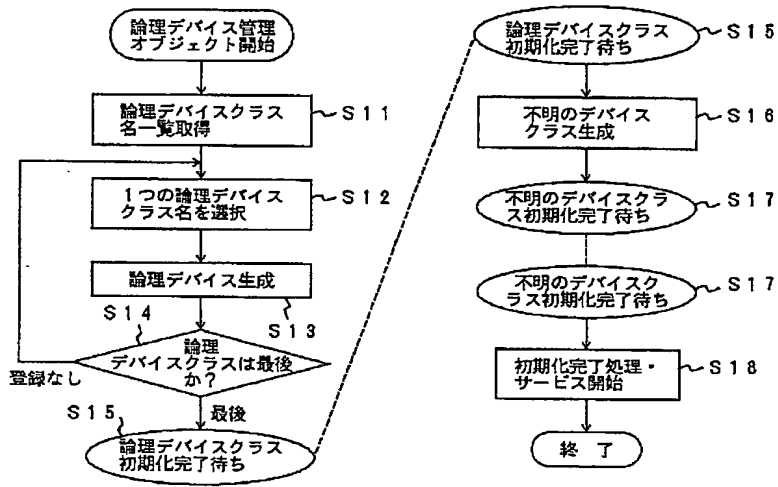 論理デバイス管理
オブジェクト開始
論理デバイスクラス
名一覧取得
S11
1つの論理デバイス
クラス名を選択
S12
論理デバイス生成
S13
S14
論理
デバイスクラスは最後
か?
登録なし
最後
S15
論理デバイスクラス
初期化完了待ち
論理デバイスクラス
初期化完了待ち
S15
不明のデバイス
クラス生成
S16
不明のデバイスクラ
ス初期化完了待ち
S17
不明のデバイスク
ラス初期化完了待ち
S17
初期化完了処理・
サービス開始
S18
終 了